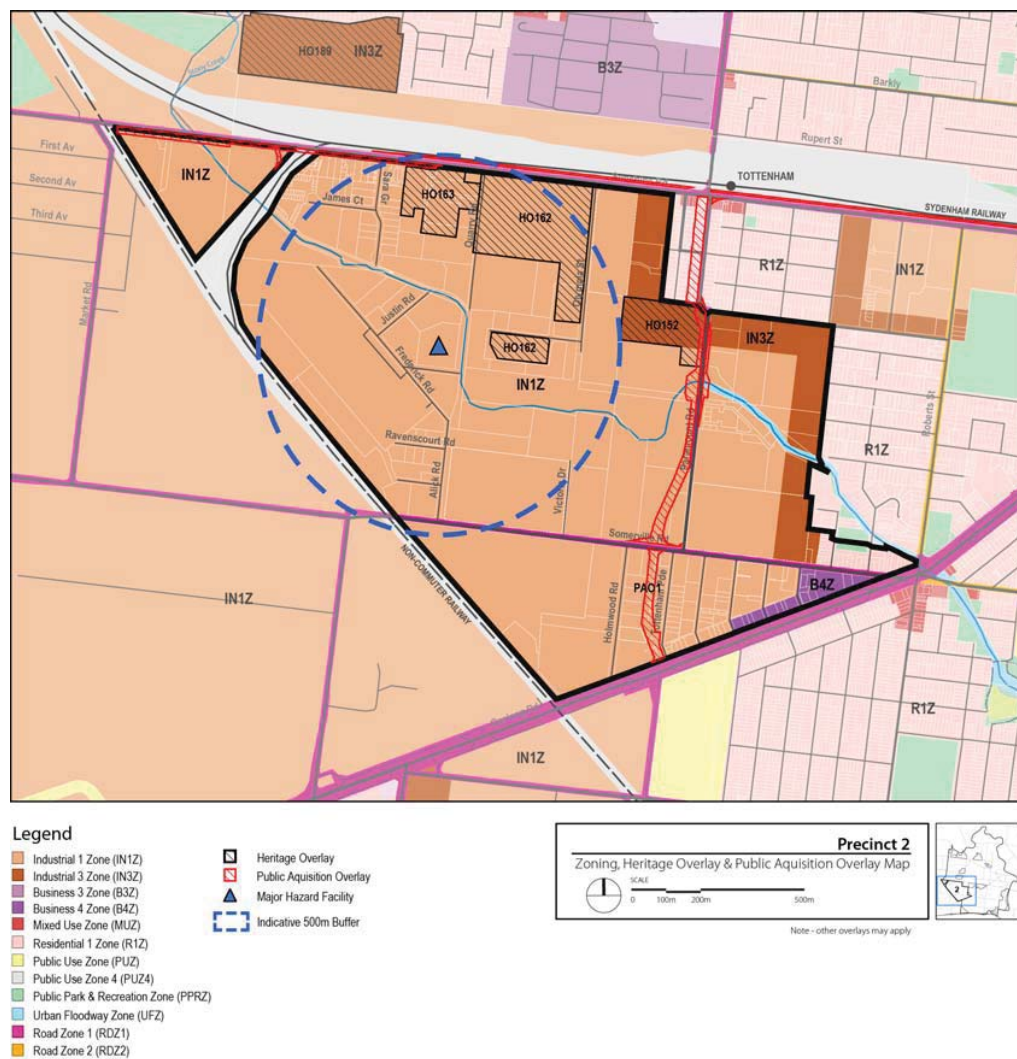 HO189
IN3Z
B3Z
Stony Creek
Barkly
Rupert St
First Av
Second Av
Third Av
IN1Z
TOTTENHAM
SYDENHAM RAILWAY
Sara Gr
James Ct
HO163
HO162
Quarry Rd
R1Z
IN1Z
Market Rd
Justin Rd
HO152
IN3Z
HO162
Frederick Rd
IN1Z
Roberts St
Ravenscourt Rd
R1Z
Alick Rd
Victoria Dr
Somerville Rd
NON-COMMUTER RAILWAY
IN1Z
Holmwood Rd
PAO1
Tottenham Pde
B4Z
R1Z
IN1Z
Legend
Industrial 1 Zone (IN1Z)
Industrial 3 Zone (IN3Z)
Business 3 Zone (B3Z)
Business 4 Zone (B4Z)
Mixed Use Zone (MUZ)
Residential 1 Zone (R1Z)
Public Use Zone (PUZ)
Public Use Zone 4 (PUZ4)
Public Park & Recreation Zone (PPRZ)
Urban Floodway Zone (UFZ)
Road Zone 1 (RDZ1)
Road Zone 2 (RDZ2)
Heritage Overlay
Public Aquisition Overlay
Major Hazard Facility
Indicative 500m Buffer
Precinct 2
Zoning, Heritage Overlay & Public Aquisition Overlay Map
SCALE
0 100m 200m 500m
Note - other overlays may apply
2